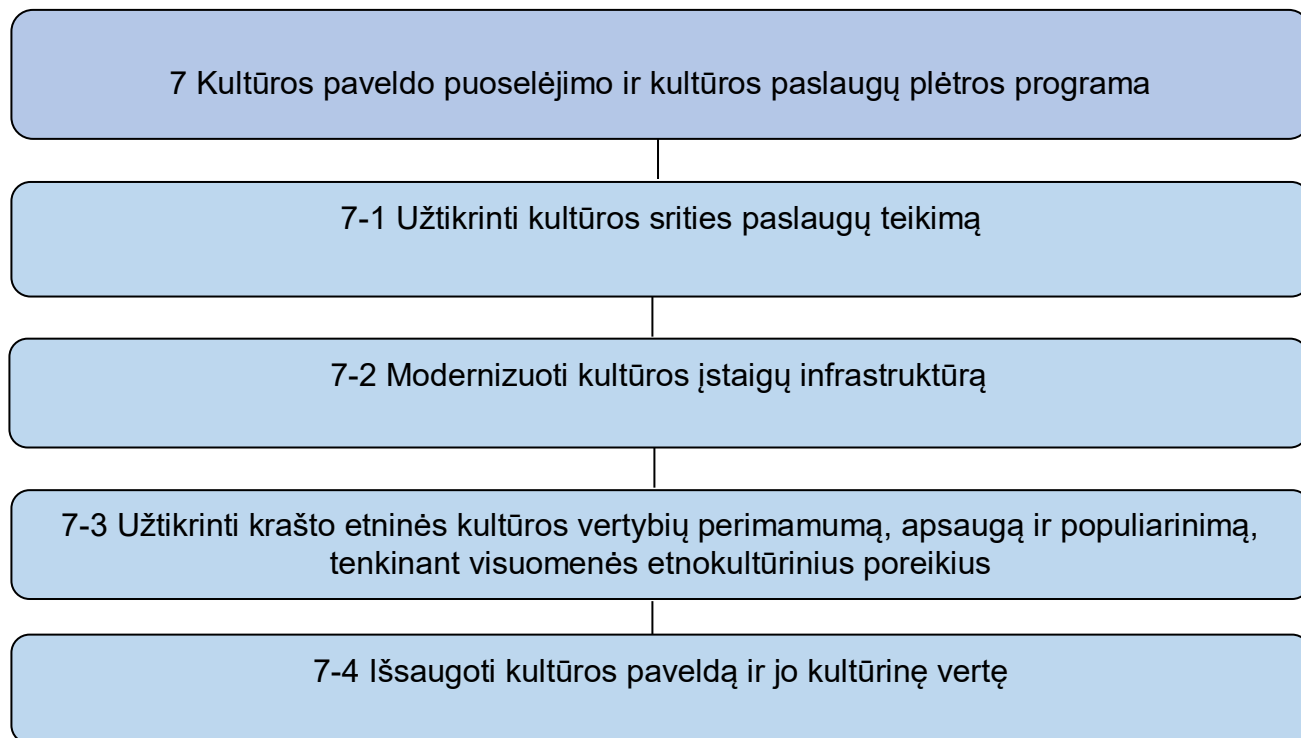 7 Kultūros paveldo puoselėjimo ir kultūros paslaugų plėtros programa
7-1 Užtikrinti kultūros srities paslaugų teikimą
7-2 Modernizuoti kultūros įstaigų infrastruktūrą
7-3 Užtikrinti krašto etninės kultūros vertybių perimamumą, apsaugą ir populiarinimą,
tenkinant visuomenės etnokultūrinius poreikius
7-4 Išsaugoti kultūros paveldą ir jo kultūrinę vertę